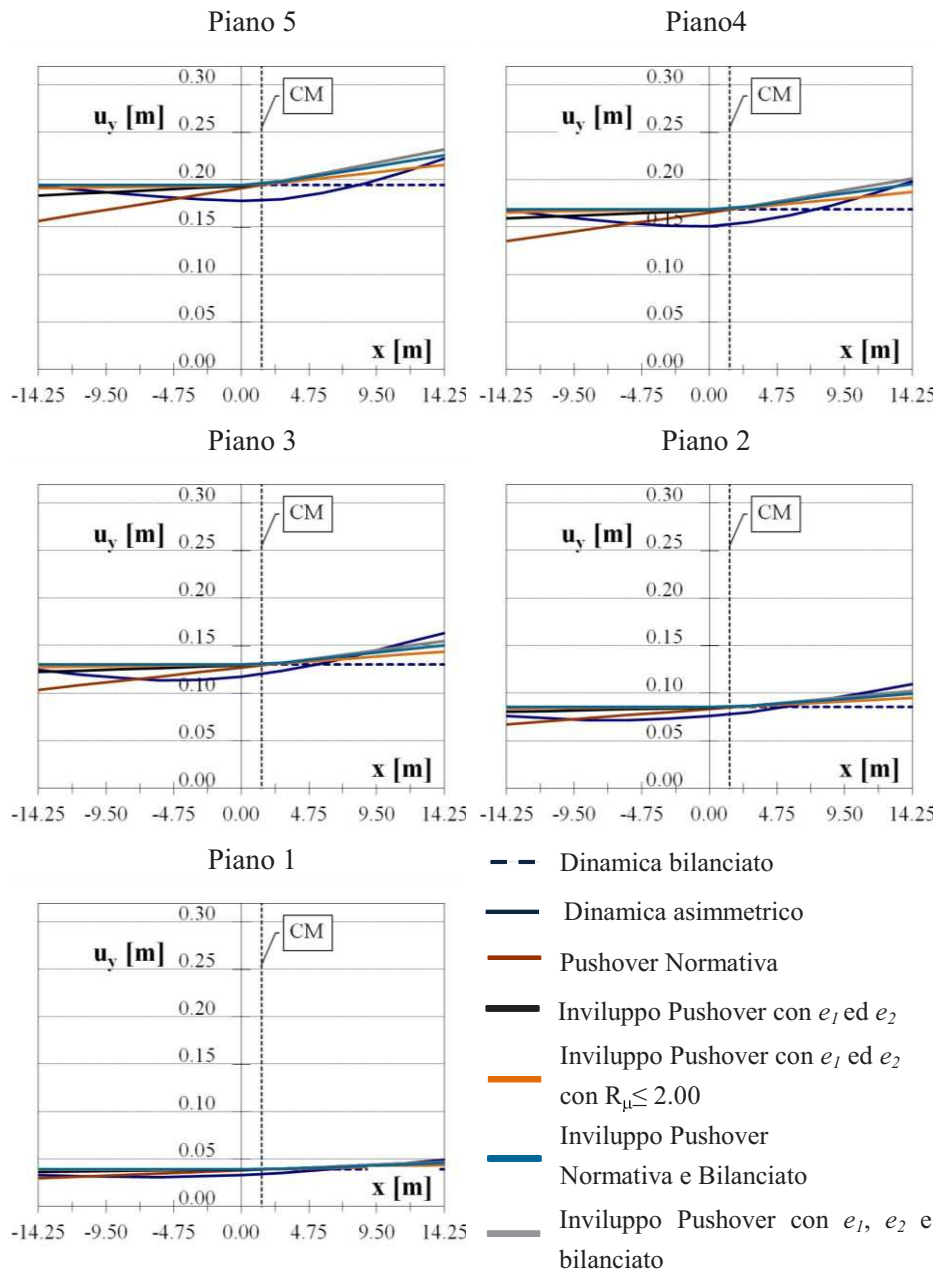 Piano 5
0.30
CM
u_y [m]
0.25
0.20
0.15
0.10
0.05
x [m]
0.00
-14.25 -9.50 -4.75 0.00 4.75 9.50 14.25
Piano4
0.30
CM
u_y [m]
0.25
0.20
0.15
0.10
0.05
x [m]
0.00
-14.25 -9.50 -4.75 0.00 4.75 9.50 14.25
Piano 3
0.30
CM
u_y [m]
0.25
0.20
0.15
0.10
0.05
x [m]
0.00
-14.25 -9.50 -4.75 0.00 4.75 9.50 14.25
Piano 2
0.30
CM
u_y [m]
0.25
0.20
0.15
0.10
0.05
x [m]
0.00
-14.25 -9.50 -4.75 0.00 4.75 9.50 14.25
Piano 1
0.30
CM
u_y [m]
0.25
0.20
0.15
0.10
0.05
x [m]
0.00
-14.25 -9.50 -4.75 0.00 4.75 9.50 14.25
Dinamica bilanciato
Dinamica asimmetrico
Pushover Normativa
Inviluppo Pushover con e_1 ed e_2
Inviluppo Pushover con e_1 ed e_2
con R_μ≤ 2.00
Inviluppo Pushover
Normativa e Bilanciato
Inviluppo Pushover con e_1, e_2 e
bilanciato